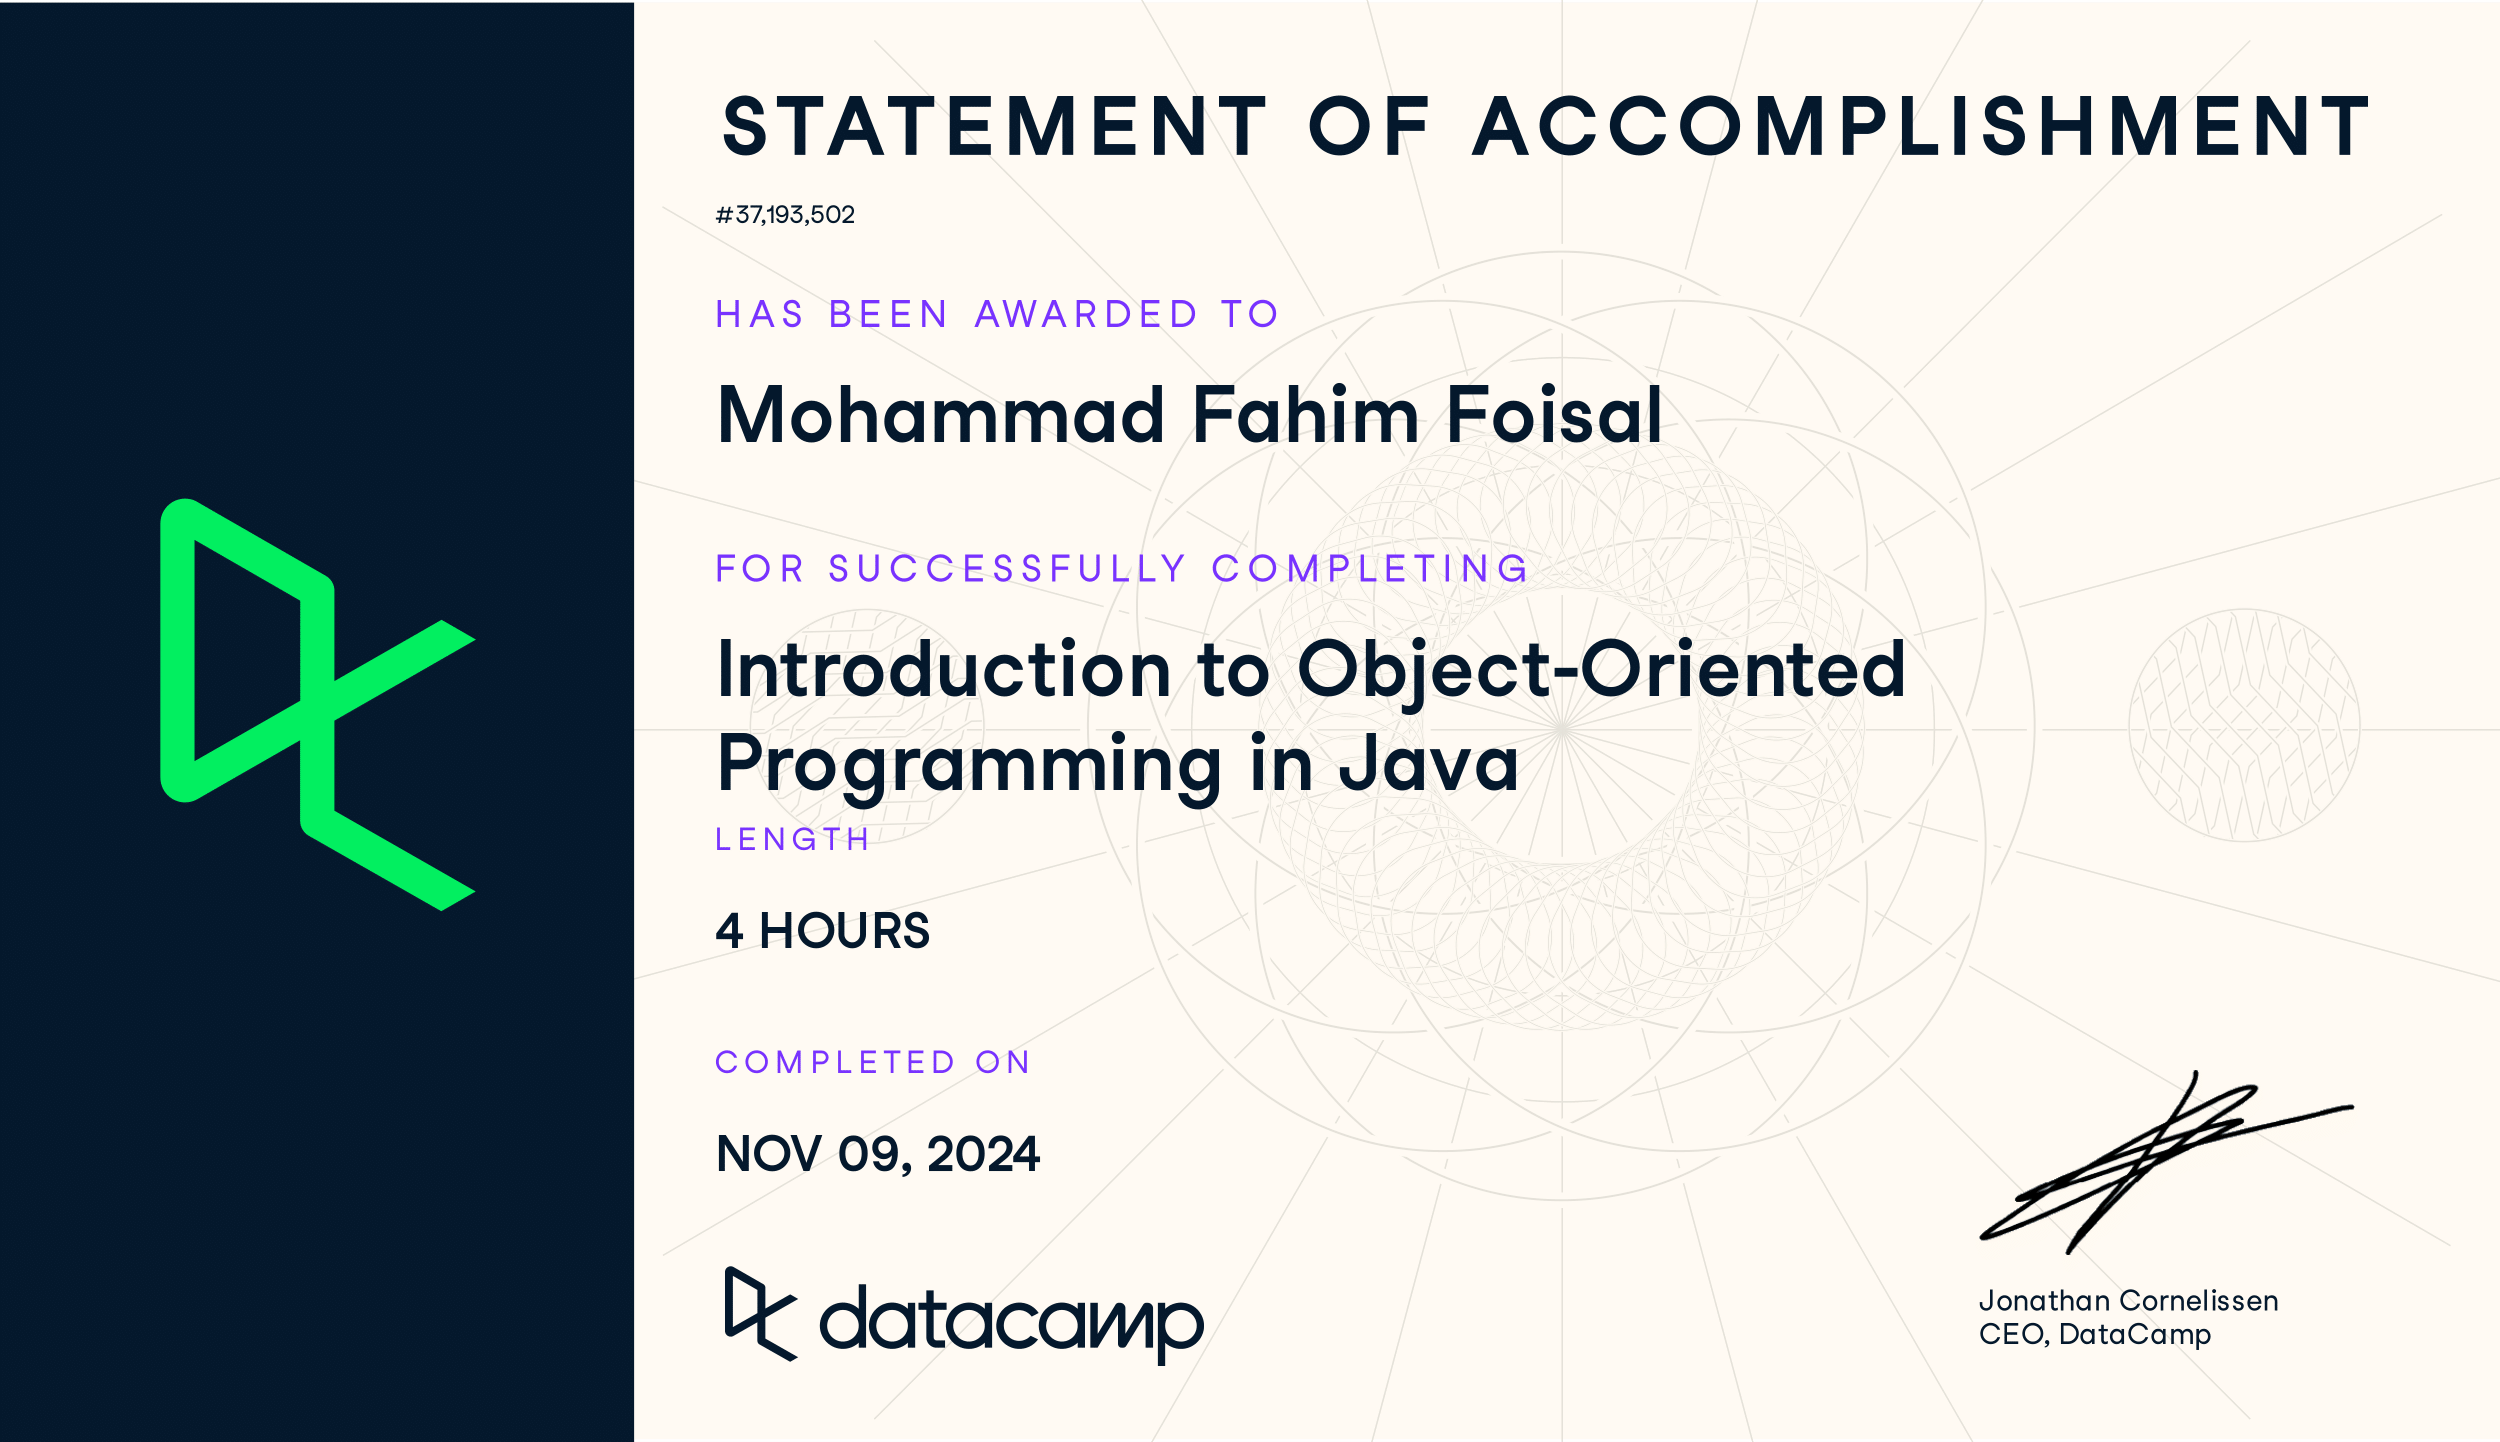 STATEMENT OF ACCOMPLISHMENT
#37,193,502
HAS BEEN AWARDED TO
Mohammad Fahim Foisal
FOR SUCCESSFULLY COMPLETING
Introduction to Object-Oriented
Programming in Java
LENGTH
4 HOURS
COMPLETED ON
NOV 09, 2024
datacamp
Jonathan Cornelissen
CEO, DataCamp